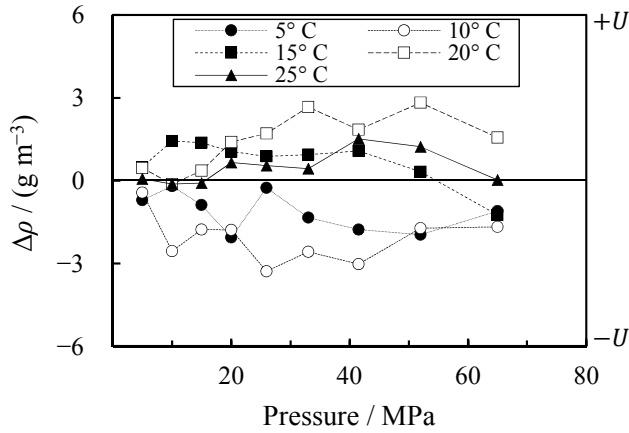 6
3
0
−3
−6
Δρ / (g m⁻³)
5° C
10° C
15° C
20° C
25° C
+U
−U
20
40
60
80
Pressure / MPa